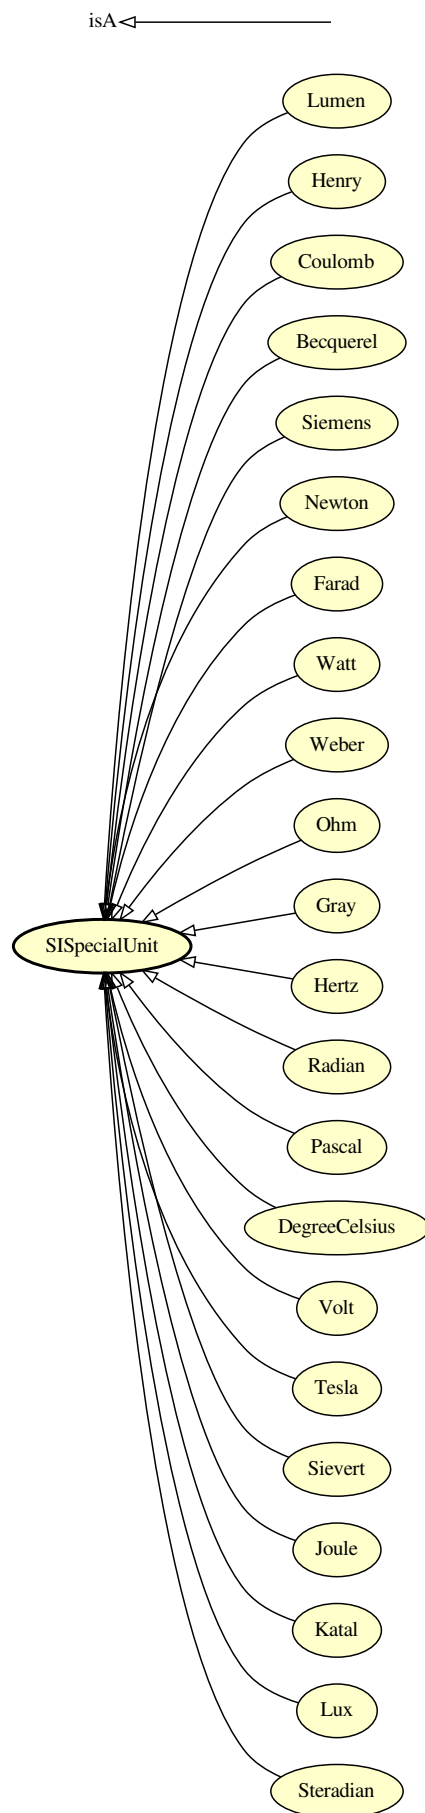 isA
Lumen
Henry
Coulomb
Becquerel
Siemens
Newton
Farad
Watt
Weber
Ohm
Gray
SISpecialUnit
Hertz
Radian
Pascal
DegreeCelsius
Volt
Tesla
Sievert
Joule
Katal
Lux
Steradian